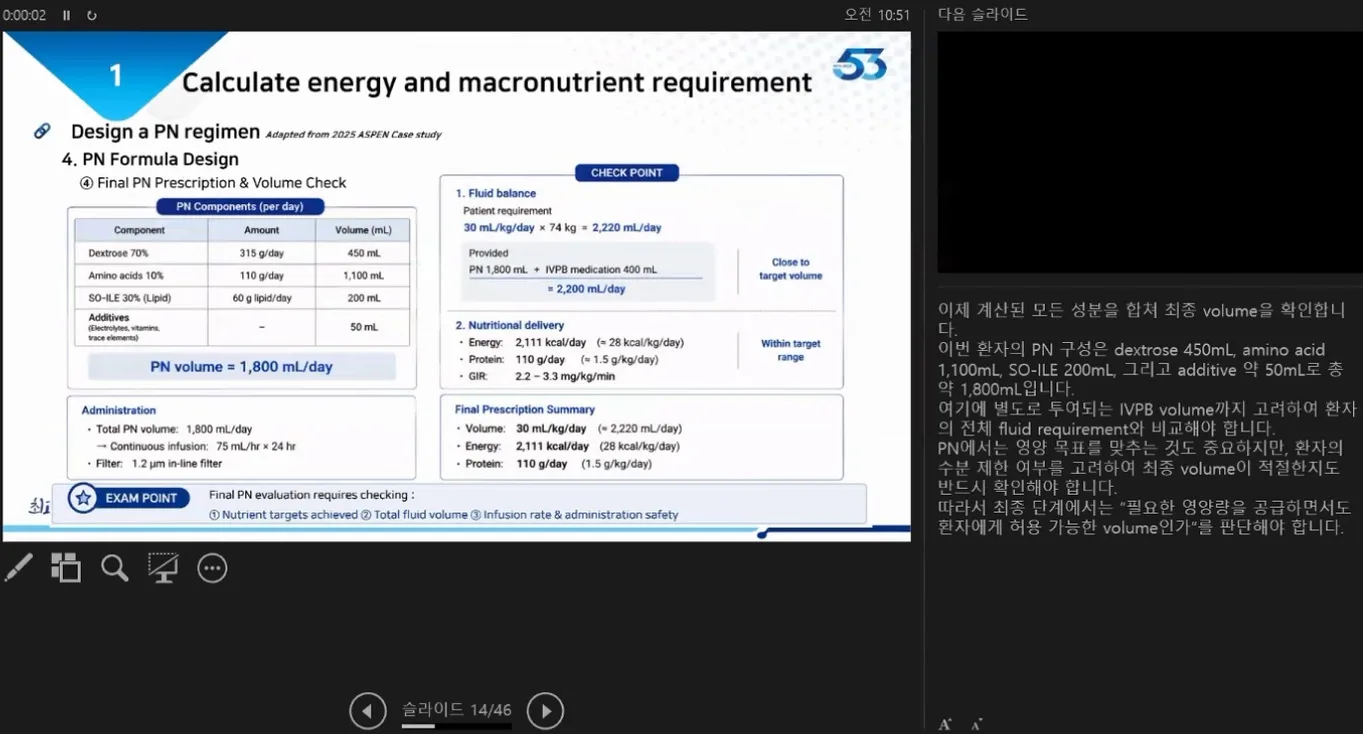 0:00:02
오전 10:51
다음 슬라이드
1
Calculate energy and macronutrient requirement
53
Design a PN regimen Adapted from 2025 ASPEN Case study
4. PN Formula Design
④ Final PN Prescription & Volume Check
PN Components (per day)
Component Amount Volume (mL)
Dextrose 70% 315 g/day 450 mL
Amino acids 10% 110 g/day 1,100 mL
SO-ILE 30% (Lipid) 60 g lipid/day 200 mL
Additives
(Electrolytes, vitamins,
trace elements)
– 50 mL
PN volume = 1,800 mL/day
Administration
· Total PN volume: 1,800 mL/day
→ Continuous infusion: 75 mL/hr × 24 hr
· Filter: 1.2 μm in-line filter
CHECK POINT
1. Fluid balance
Patient requirement
30 mL/kg/day × 74 kg = 2,220 mL/day
Provided
PN 1,800 mL + IVPB medication 400 mL
= 2,200 mL/day
Close to
target volume
2. Nutritional delivery
· Energy: 2,111 kcal/day (≈ 28 kcal/kg/day)
· Protein: 110 g/day (≈ 1.5 g/kg/day)
· GIR: 2.2 – 3.3 mg/kg/min
Within target
range
Final Prescription Summary
· Volume: 30 mL/kg/day (≈ 2,220 mL/day)
· Energy: 2,111 kcal/day (28 kcal/kg/day)
· Protein: 110 g/day (1.5 g/kg/day)
EXAM POINT
Final PN evaluation requires checking :
① Nutrient targets achieved ② Total fluid volume ③ Infusion rate & administration safety
이제 계산된 모든 성분을 합쳐 최종 volume을 확인합니
다.
이번 환자의 PN 구성은 dextrose 450mL, amino acid
1,100mL, SO-ILE 200mL, 그리고 additive 약 50mL로 총
약 1,800mL입니다.
여기에 별도로 투여되는 IVPB volume까지 고려하여 환자
의 전체 fluid requirement와 비교해야 합니다.
PN에서는 영양 목표를 맞추는 것도 중요하지만, 환자의
수분 제한 여부를 고려하여 최종 volume이 적절한지도
반드시 확인해야 합니다.
따라서 최종 단계에서는 “필요한 영양량을 공급하면서도
환자에게 허용 가능한 volume인가”를 판단해야 합니다.
슬라이드 14/46
A A